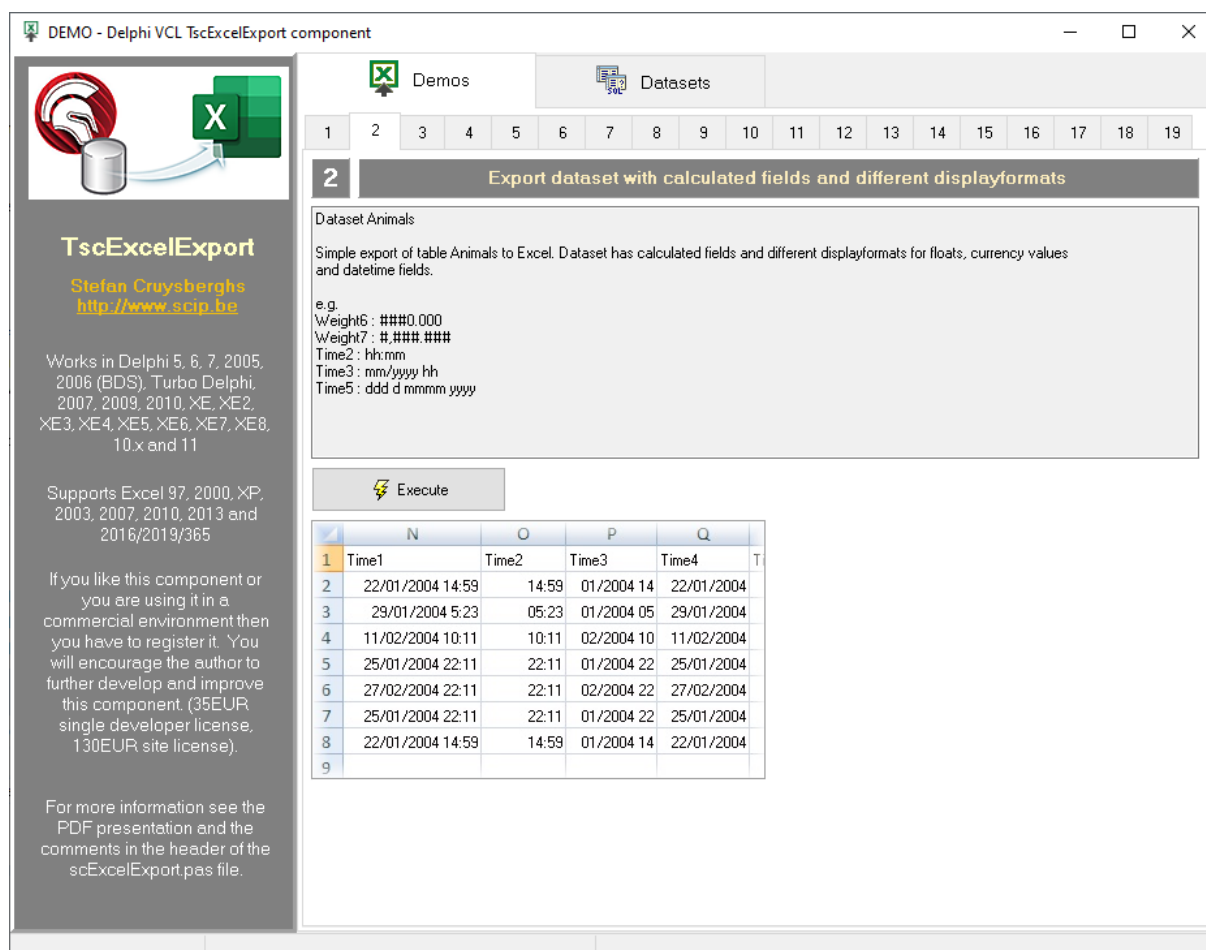 DEMO - Delphi VCL TscExcelExport component
X
TscExcelExport
Stefan Cruysberghs
http://www.scip.be
Works in Delphi 5, 6, 7, 2005,
2006 (BDS), Turbo Delphi,
2007, 2009, 2010, XE, XE2,
XE3, XE4, XE5, XE6, XE7, XE8,
10.x and 11
Supports Excel 97, 2000, XP,
2003, 2007, 2010, 2013 and
2016/2019/365
If you like this component or
you are using it in a
commercial environment then
you have to register it. You
will encourage the author to
further develop and improve
this component. (35EUR
single developer license,
130EUR site license).
For more information see the
PDF presentation and the
comments in the header of the
scExcelExport.pas file.
Demos Datasets
1 2 3 4 5 6 7 8 9 10 11 12 13 14 15 16 17 18 19
2 Export dataset with calculated fields and different displayformats
Dataset Animals
Simple export of table Animals to Excel. Dataset has calculated fields and different displayformats for floats, currency values
and datetime fields.
e.g.
Weight6 : ###0.000
Weight7 : #,###.###
Time2 : hh:mm
Time3 : mm/yyyy hh
Time5 : ddd d mmmm yyyy
Execute
N O P Q
1 Time1 Time2 Time3 Time4
2 22/01/2004 14:59 14:59 01/2004 14 22/01/2004
3 29/01/2004 5:23 05:23 01/2004 05 29/01/2004
4 11/02/2004 10:11 10:11 02/2004 10 11/02/2004
5 25/01/2004 22:11 22:11 01/2004 22 25/01/2004
6 27/02/2004 22:11 22:11 02/2004 22 27/02/2004
7 25/01/2004 22:11 22:11 01/2004 22 25/01/2004
8 22/01/2004 14:59 14:59 01/2004 14 22/01/2004
9